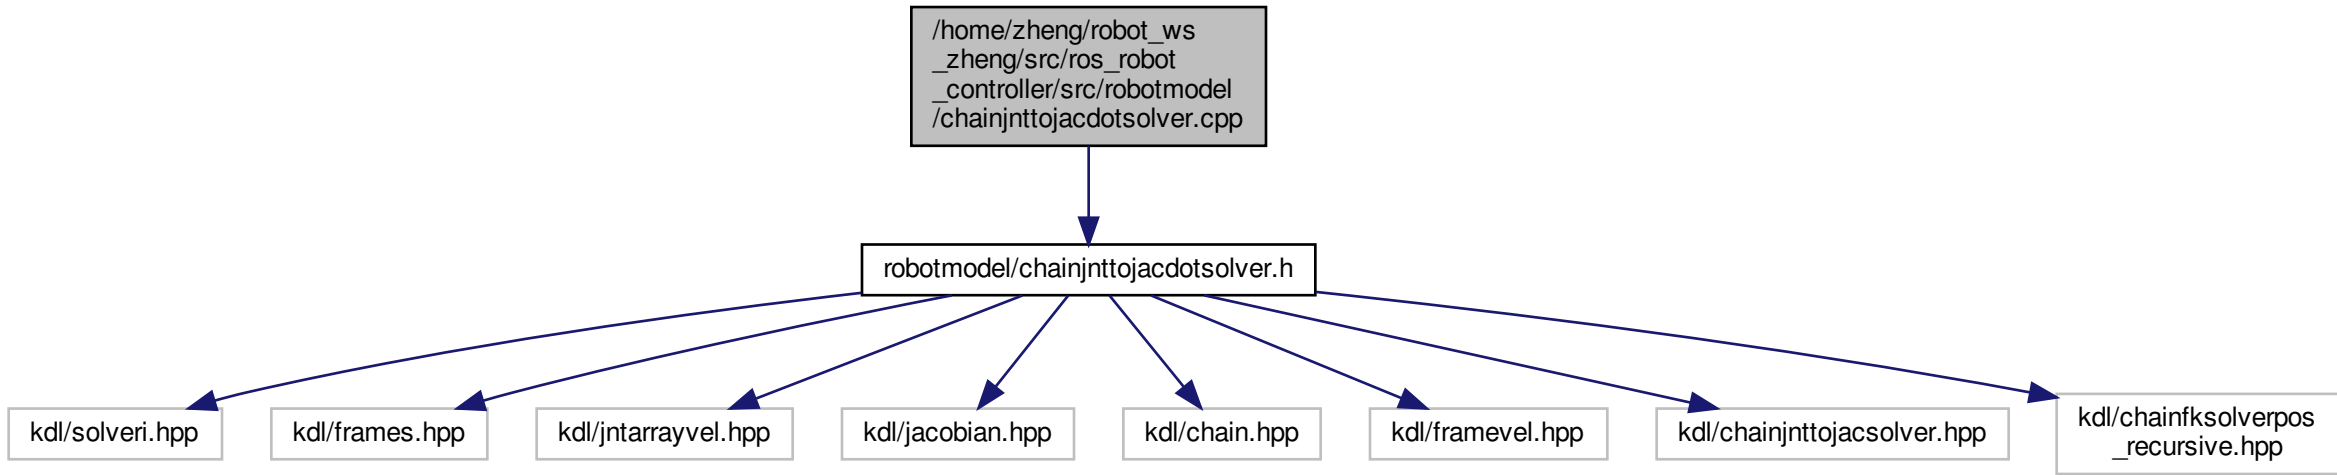 /home/zheng/robot_ws
_zheng/src/ros_robot
_controller/src/robotmodel
/chainjnttojacdotsolver.cpp
robotmodel/chainjnttojacdotsolver.h
kdl/solveri.hpp
kdl/frames.hpp
kdl/jntarrayvel.hpp
kdl/jacobian.hpp
kdl/chain.hpp
kdl/framevel.hpp
kdl/chainjnttojacsolver.hpp
kdl/chainfksolverpos
_recursive.hpp